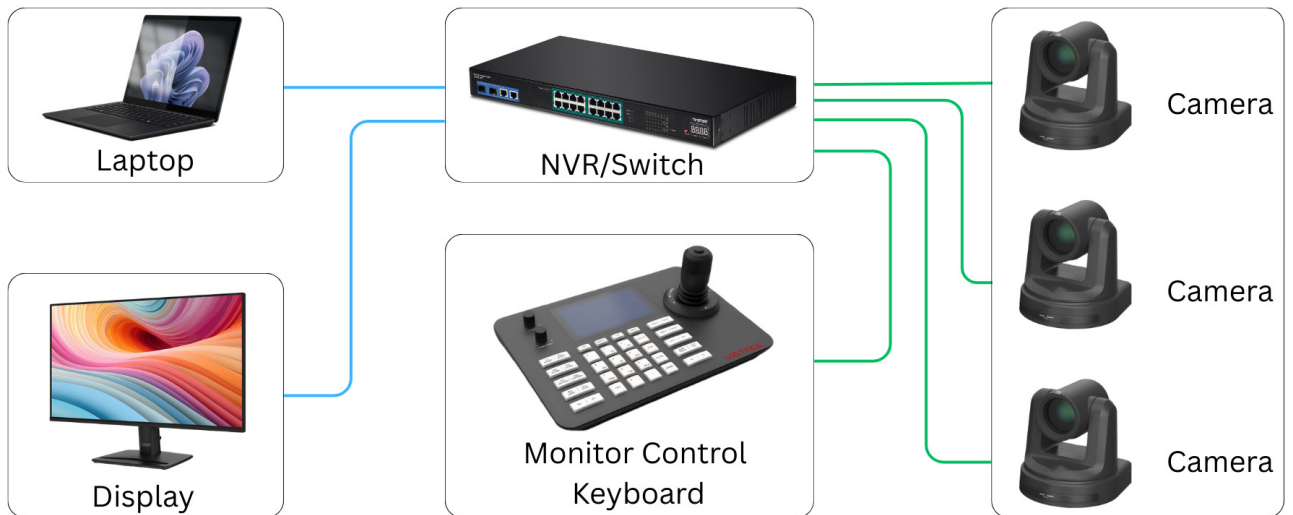 Laptop
NVR/Switch
Camera
Camera
Display
Monitor Control
Keyboard
Camera